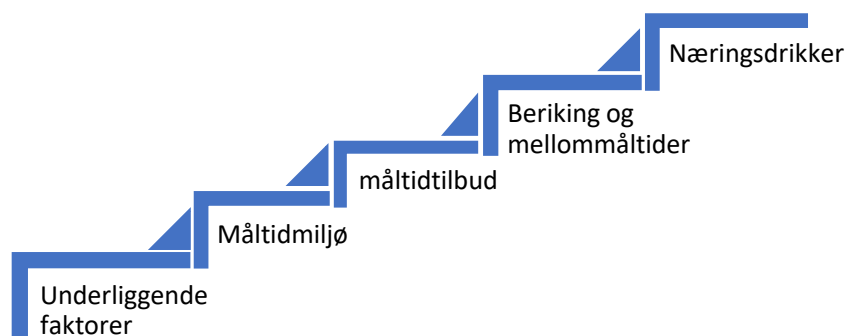 Næringsdrikker
Beriking og
mellommåltider
måltidtilbud
Måltidmiljø
Underliggende
faktorer